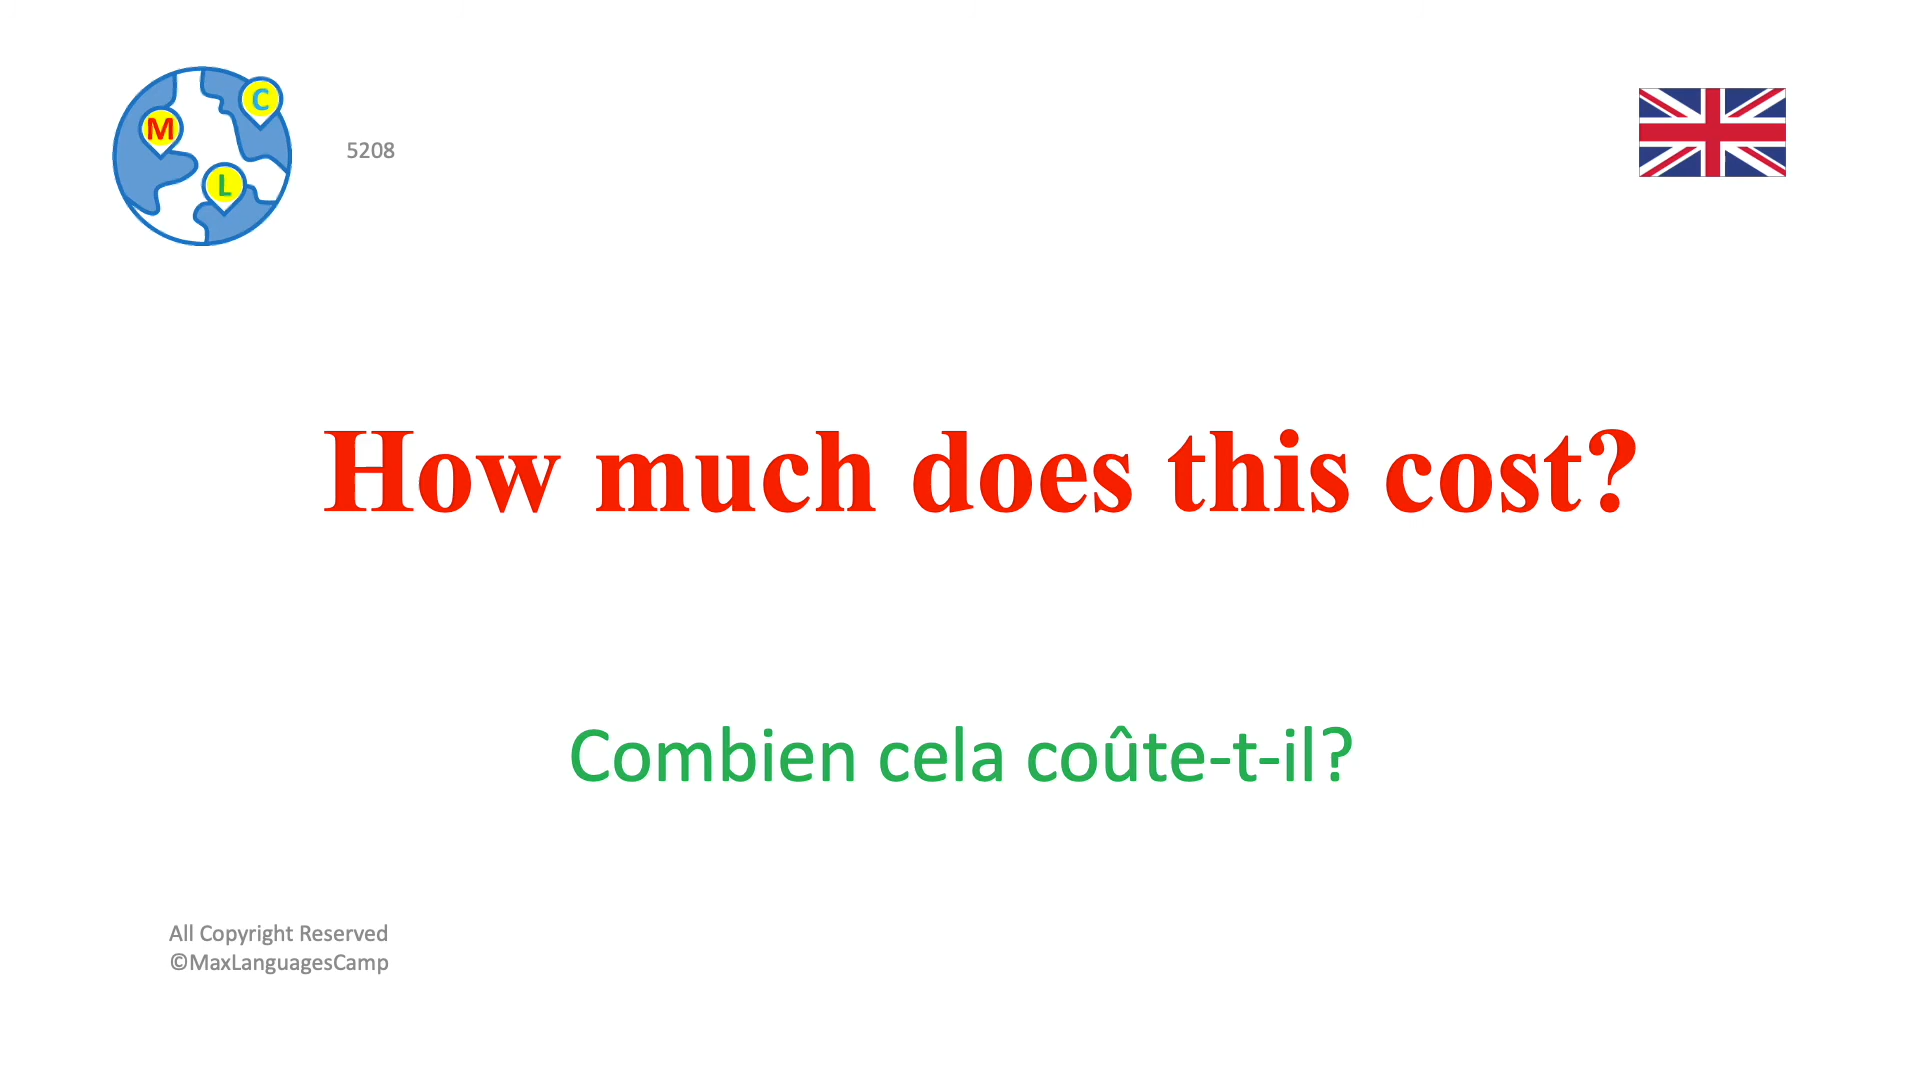 C
M
5208
L
How much does this cost?
Combien cela coûte-t-il?
All Copyright Reserved
©MaxLanguagesCamp